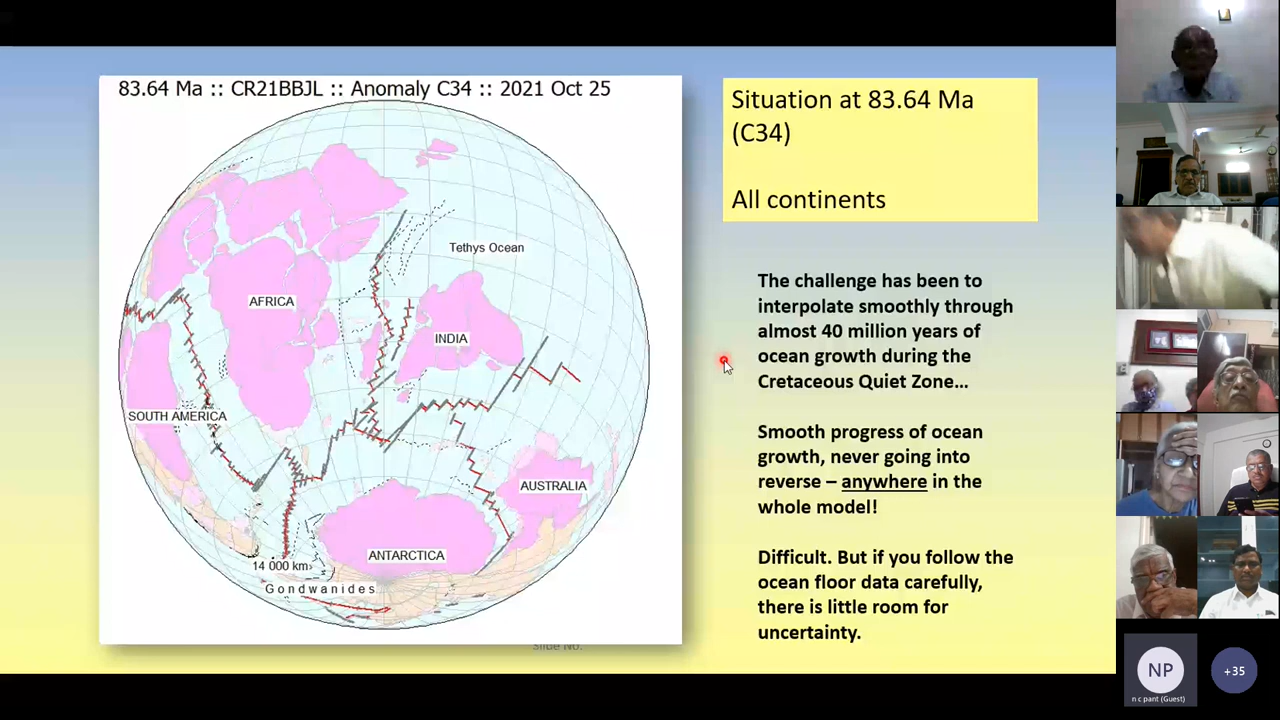 83.64 Ma :: CR21BBJL :: Anomaly C34 :: 2021 Oct 25
Tethys Ocean
AFRICA
INDIA
SOUTH AMERICA
AUSTRALIA
ANTARCTICA
14 000 km
Gondwanides
Situation at 83.64 Ma
(C34)
All continents
The challenge has been to
interpolate smoothly through
almost 40 million years of
ocean growth during the
Cretaceous Quiet Zone…
Smooth progress of ocean
growth, never going into
reverse – anywhere in the
whole model!
Difficult. But if you follow the
ocean floor data carefully,
there is little room for
uncertainty.
Slide No.
NP
n c pant (Guest)
+35